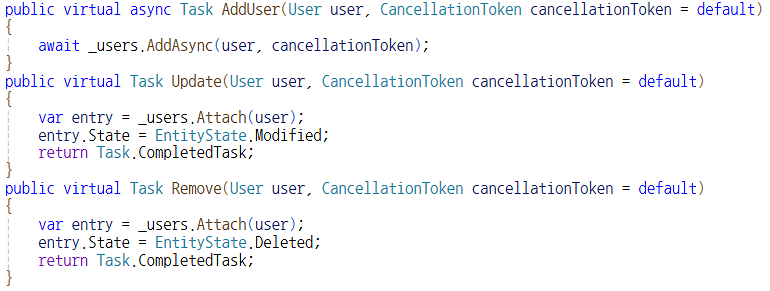 public virtual async Task AddUser(User user, CancellationToken cancellationToken = default)
{
    await _users.AddAsync(user, cancellationToken);
}
public virtual Task Update(User user, CancellationToken cancellationToken = default)
{
    var entry = _users.Attach(user);
    entry.State = EntityState.Modified;
    return Task.CompletedTask;
}
public virtual Task Remove(User user, CancellationToken cancellationToken = default)
{
    var entry = _users.Attach(user);
    entry.State = EntityState.Deleted;
    return Task.CompletedTask;
}